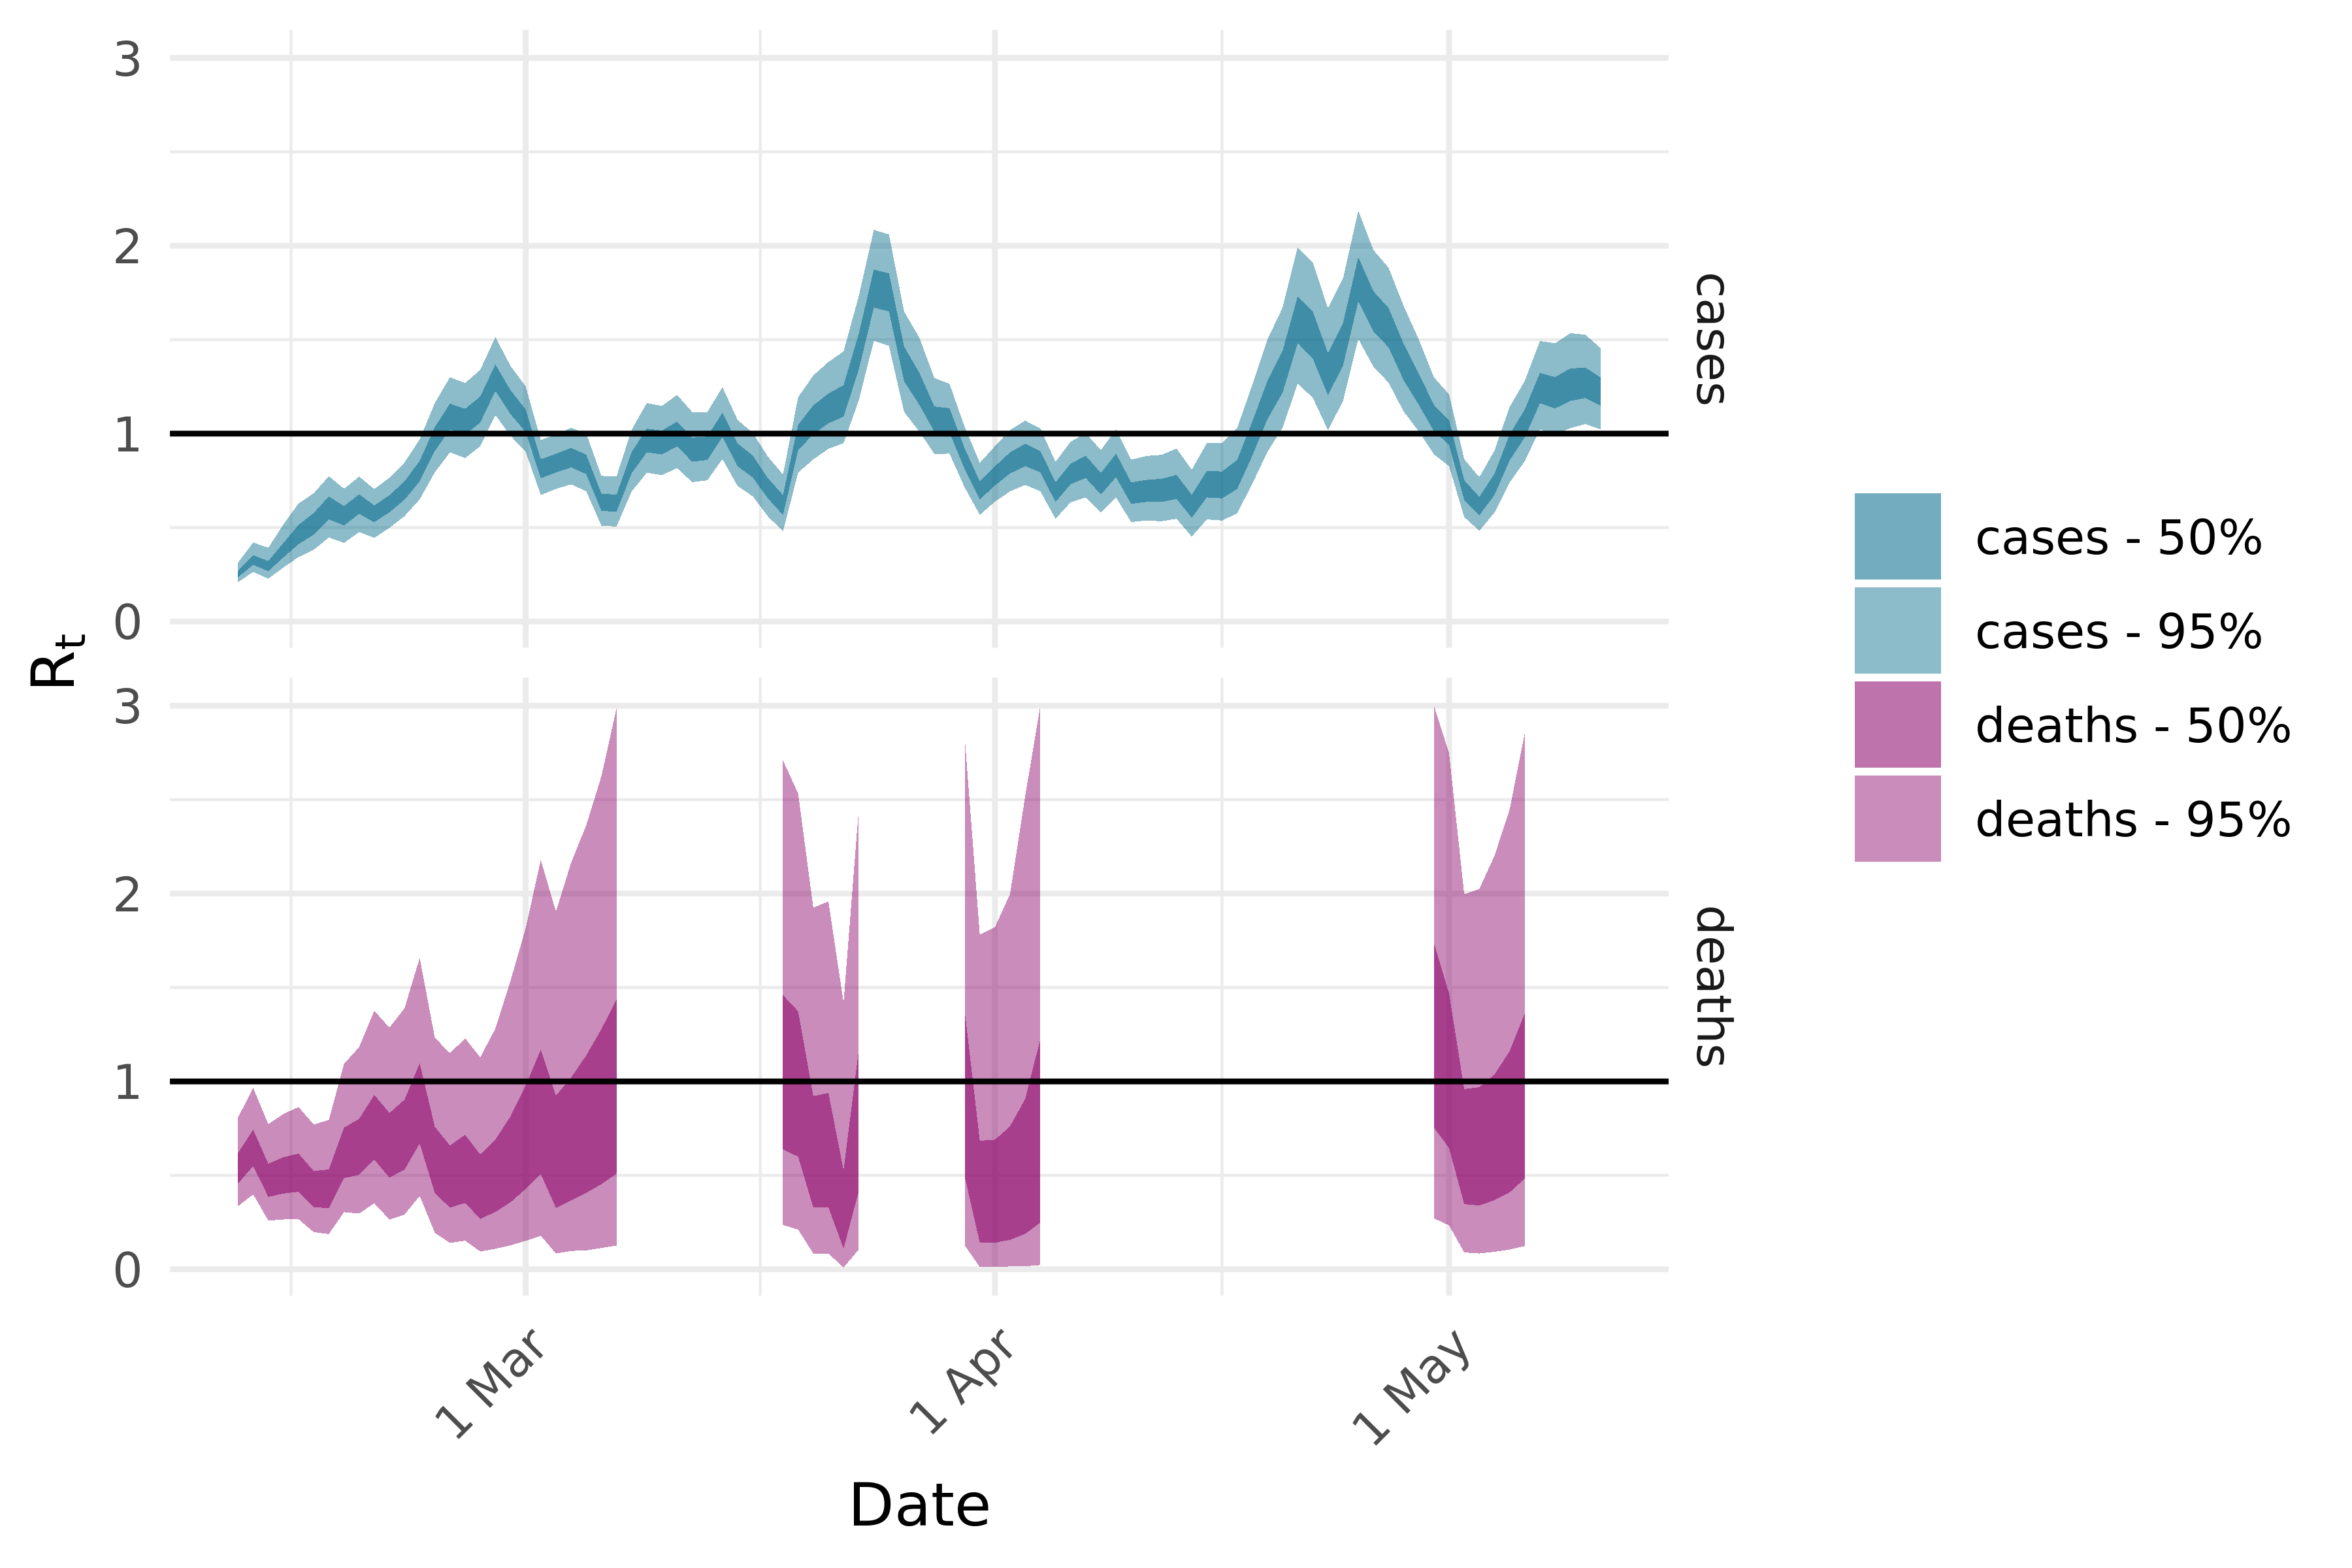 3
2
1
0
cases
3
2
1
0
deaths
Rt
1 Mar
1 Apr
1 May
Date
cases - 50%
cases - 95%
deaths - 50%
deaths - 95%